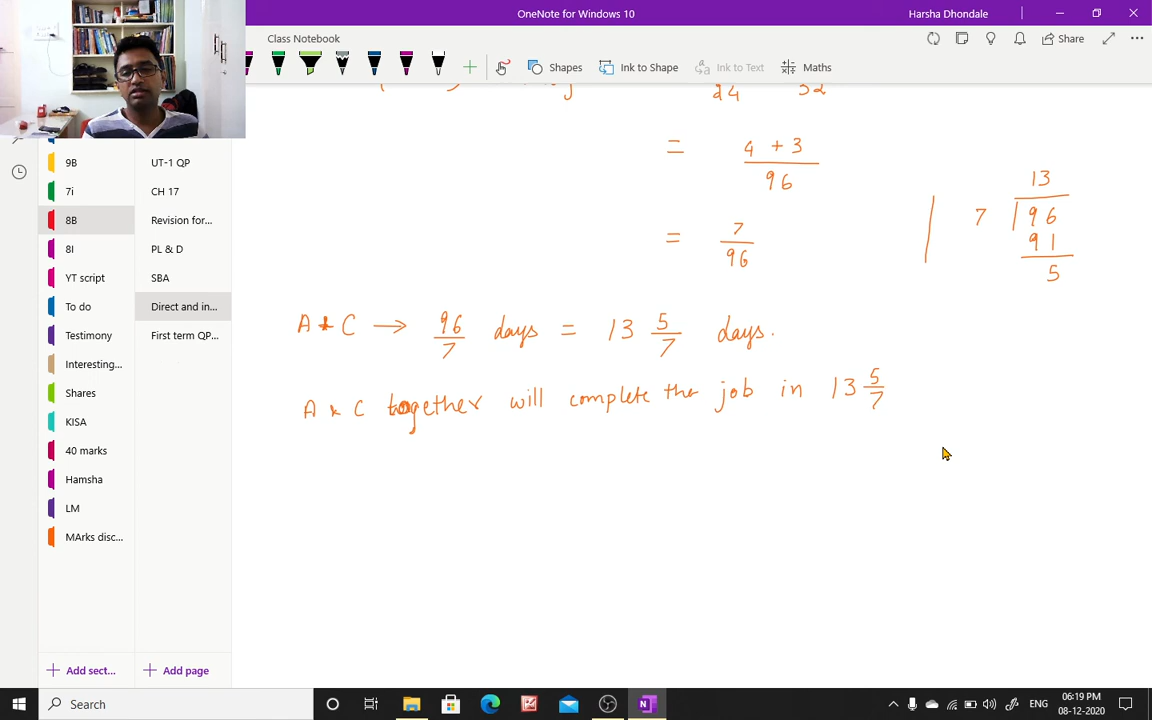 OneNote for Windows 10
Harsha Dhondale
Class Notebook
Shapes
Ink to Shape
Ink to Text
Maths
Share
24 32
9B
7i
8B
8I
YT script
To do
Testimony
Interesting...
Shares
KISA
40 marks
Hamsha
LM
MArks disc...
UT-1 QP
CH 17
Revision for...
PL & D
SBA
Direct and in...
First term QP...
= 4 + 3
96
= 7
96
13
7 96
91
5
A & C → 96/7 days = 13 5/7 days.
A & C together will complete the job in 13 5/7
+ Add sect...
+ Add page
Search
ENG
06:19 PM
08-12-2020